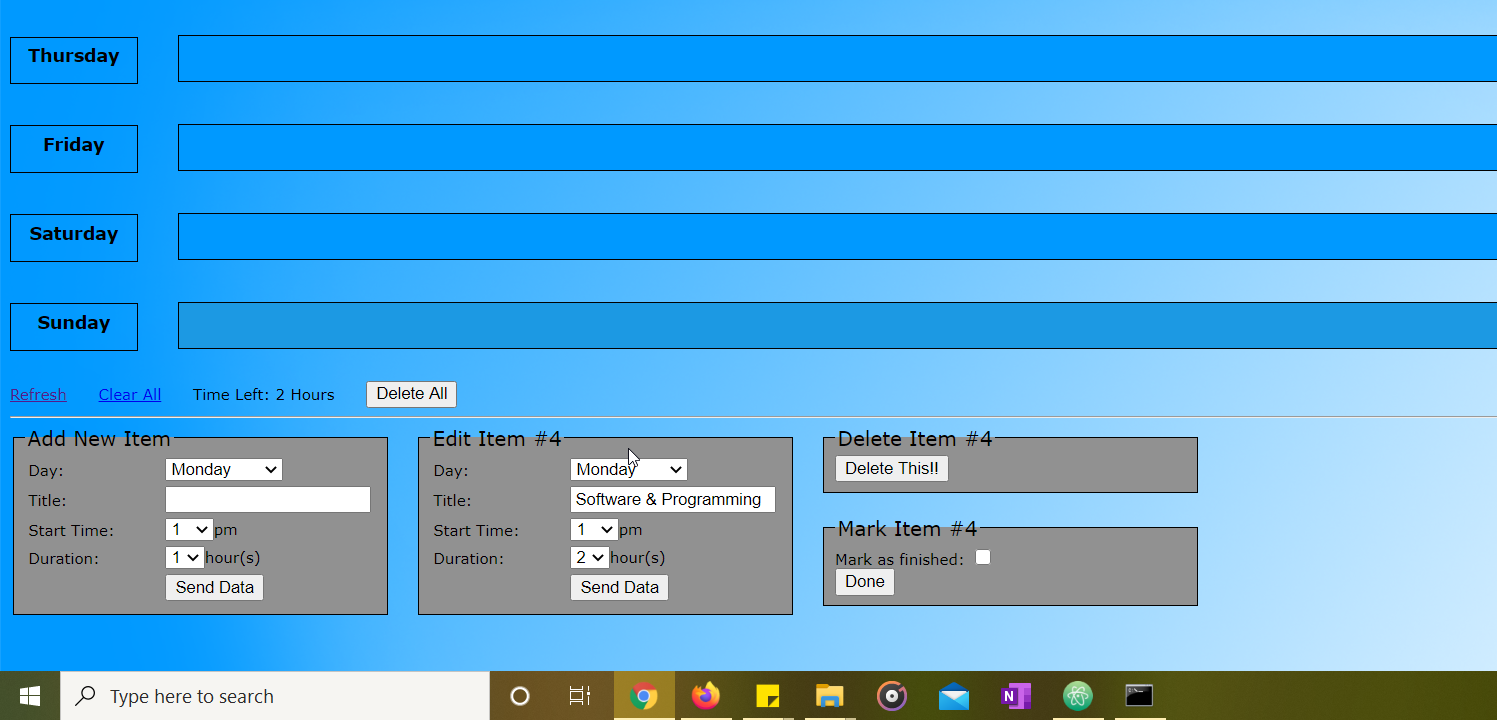 Thursday
Friday
Saturday
Sunday
Refresh Clear All Time Left: 2 Hours Delete All
Add New Item
Day: Monday
Title:
Start Time: 1 pm
Duration: 1 hour(s)
Send Data
Edit Item #4
Day: Monday
Title: Software & Programming
Start Time: 1 pm
Duration: 2 hour(s)
Send Data
Delete Item #4
Delete This!!
Mark Item #4
Mark as finished:
Done
Type here to search
N